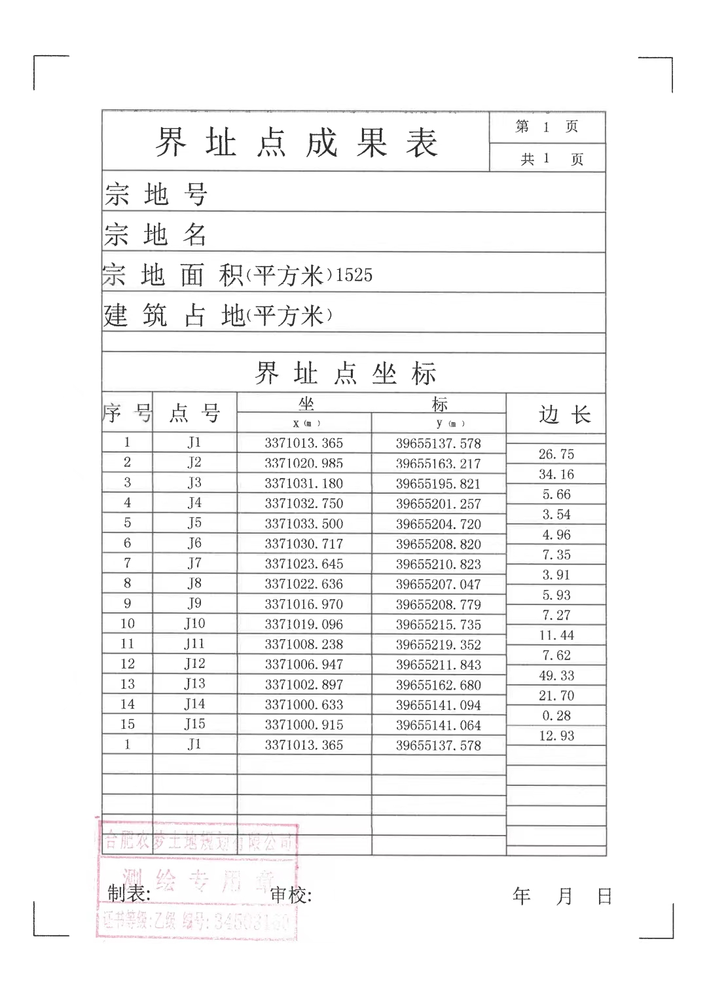 界址点成果表
第 1 页
共 1 页
宗地号
宗地名
宗地面积(平方米)1525
建筑占地(平方米)
界址点坐标
序号 点号 坐标 边长
x(m) y(m)
1 J1 3371013.365 39655137.578
26.75
2 J2 3371020.985 39655163.217
34.16
3 J3 3371031.180 39655195.821
5.66
4 J4 3371032.750 39655201.257
3.54
5 J5 3371033.500 39655204.720
4.96
6 J6 3371030.717 39655208.820
7.35
7 J7 3371023.645 39655210.823
3.91
8 J8 3371022.636 39655207.047
5.93
9 J9 3371016.970 39655208.779
7.27
10 J10 3371019.096 39655215.735
11.44
11 J11 3371008.238 39655219.352
7.62
12 J12 3371006.947 39655211.843
49.33
13 J13 3371002.897 39655162.680
21.70
14 J14 3371000.633 39655141.094
0.28
15 J15 3371000.915 39655141.064
12.93
1 J1 3371013.365 39655137.578
合肥农梦土地规划有限公司
测绘专用章
制表: 审校: 年 月 日
证书等级:乙级 编号:34503160